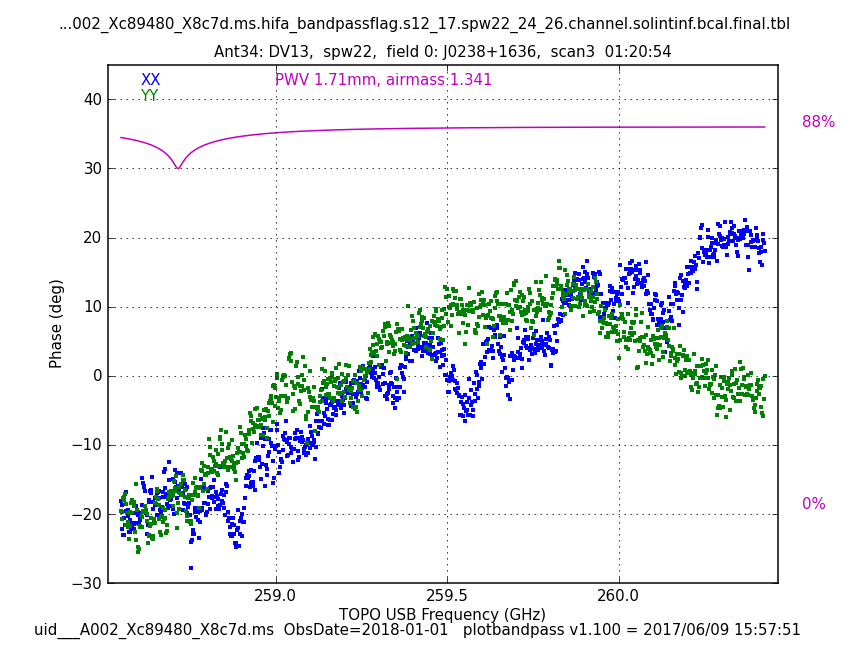 ...002_Xc89480_X8c7d.ms.hifa_bandpassflag.s12_17.spw22_24_26.channel.solintinf.bcal.final.tbl
Ant34: DV13, spw22, field 0: J0238+1636, scan3 01:20:54
XX PWV 1.71mm, airmass 1.341
YY
40
88%
30
20
10
Phase (deg)
0
−10
−20
0%
−30
259.0 259.5 260.0
TOPO USB Frequency (GHz)
uid___A002_Xc89480_X8c7d.ms ObsDate=2018-01-01 plotbandpass v1.100 = 2017/06/09 15:57:51